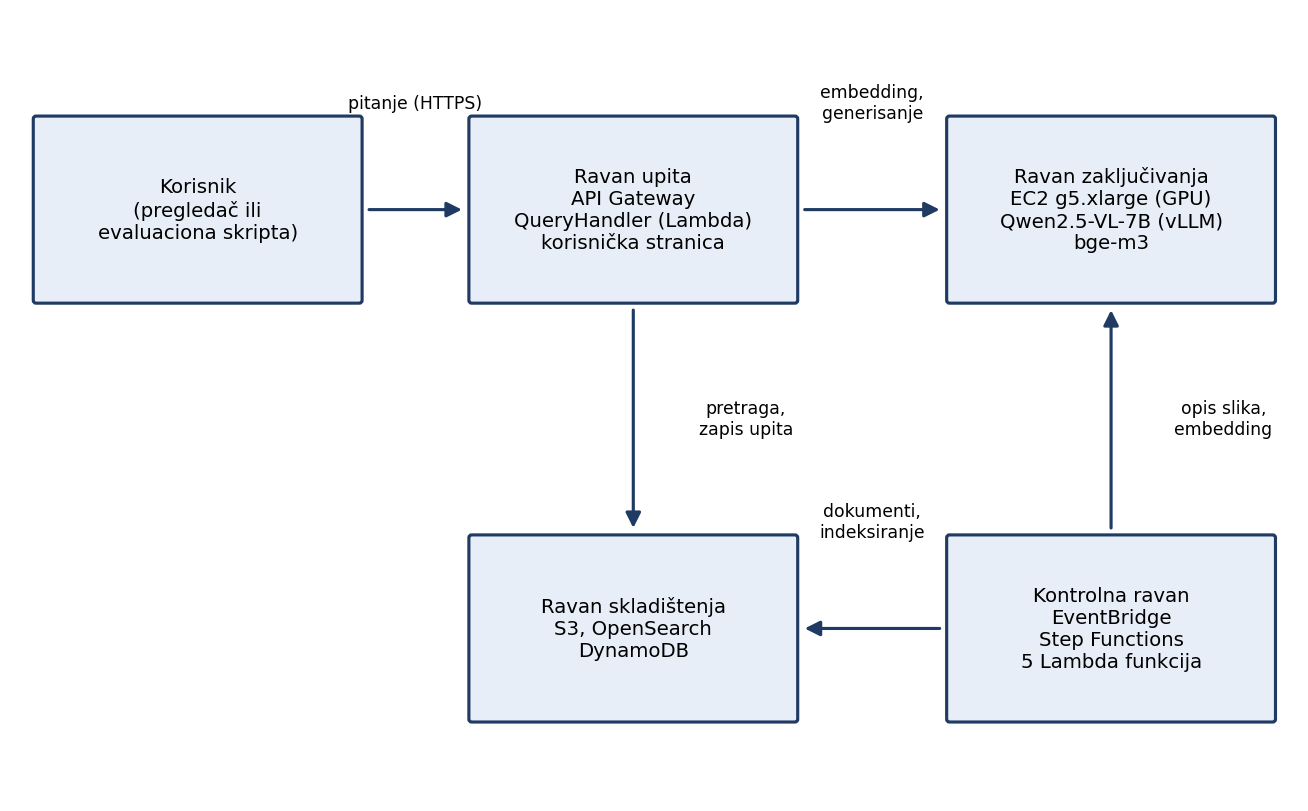 pitanje (HTTPS)
embedding,
generisanje
Korisnik
(pregledač ili
evaluaciona skripta)
Ravan upita
API Gateway
QueryHandler (Lambda)
korisnička stranica
Ravan zaključivanja
EC2 g5.xlarge (GPU)
Qwen2.5-VL-7B (vLLM)
bge-m3
pretraga,
zapis upita
opis slika,
embedding
dokumenti,
indeksiranje
Ravan skladištenja
S3, OpenSearch
DynamoDB
Kontrolna ravan
EventBridge
Step Functions
5 Lambda funkcija